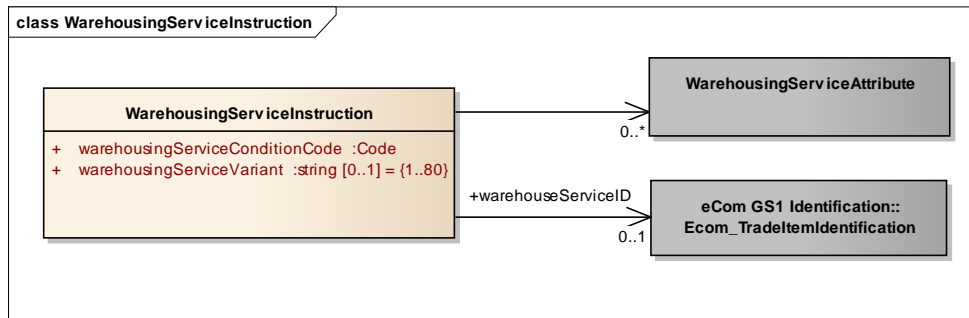 class WarehousingServiceInstruction
WarehousingServiceInstruction
+ warehousingServiceConditionCode :Code
+ warehousingServiceVariant :string [0..1] = {1..80}
WarehousingServiceAttribute
0..*
+warehouseServiceID
0..1
eCom GS1 Identification::
Ecom_TradeItemIdentification